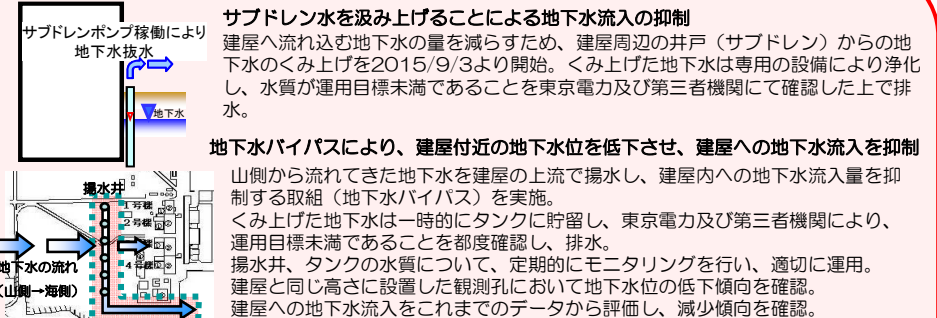 サブドレンポンプ稼働により
地下水抜水
地下水
サブドレン水を汲み上げることによる地下水流入の抑制
建屋へ流れ込む地下水の量を減らすため、建屋周辺の井戸（サブドレン）からの地
下水のくみ上げを2015/9/3より開始。くみ上げた地下水は専用の設備により浄化
し、水質が運用目標未満であることを東京電力及び第三者機関にて確認した上で排
水。
地下水バイパスにより、建屋付近の地下水位を低下させ、建屋への地下水流入を抑制
揚水井
1号機
2号機
4号機
地下水の流れ
（山側→海側）
山側から流れてきた地下水を建屋の上流で揚水し、建屋内への地下水流入量を抑
制する取組（地下水バイパス）を実施。
くみ上げた地下水は一時的にタンクに貯留し、東京電力及び第三者機関により、
運用目標未満であることを都度確認し、排水。
揚水井、タンクの水質について、定期的にモニタリングを行い、適切に運用。
建屋と同じ高さに設置した観測孔において地下水位の低下傾向を確認。
建屋への地下水流入をこれまでのデータから評価し、減少傾向を確認。